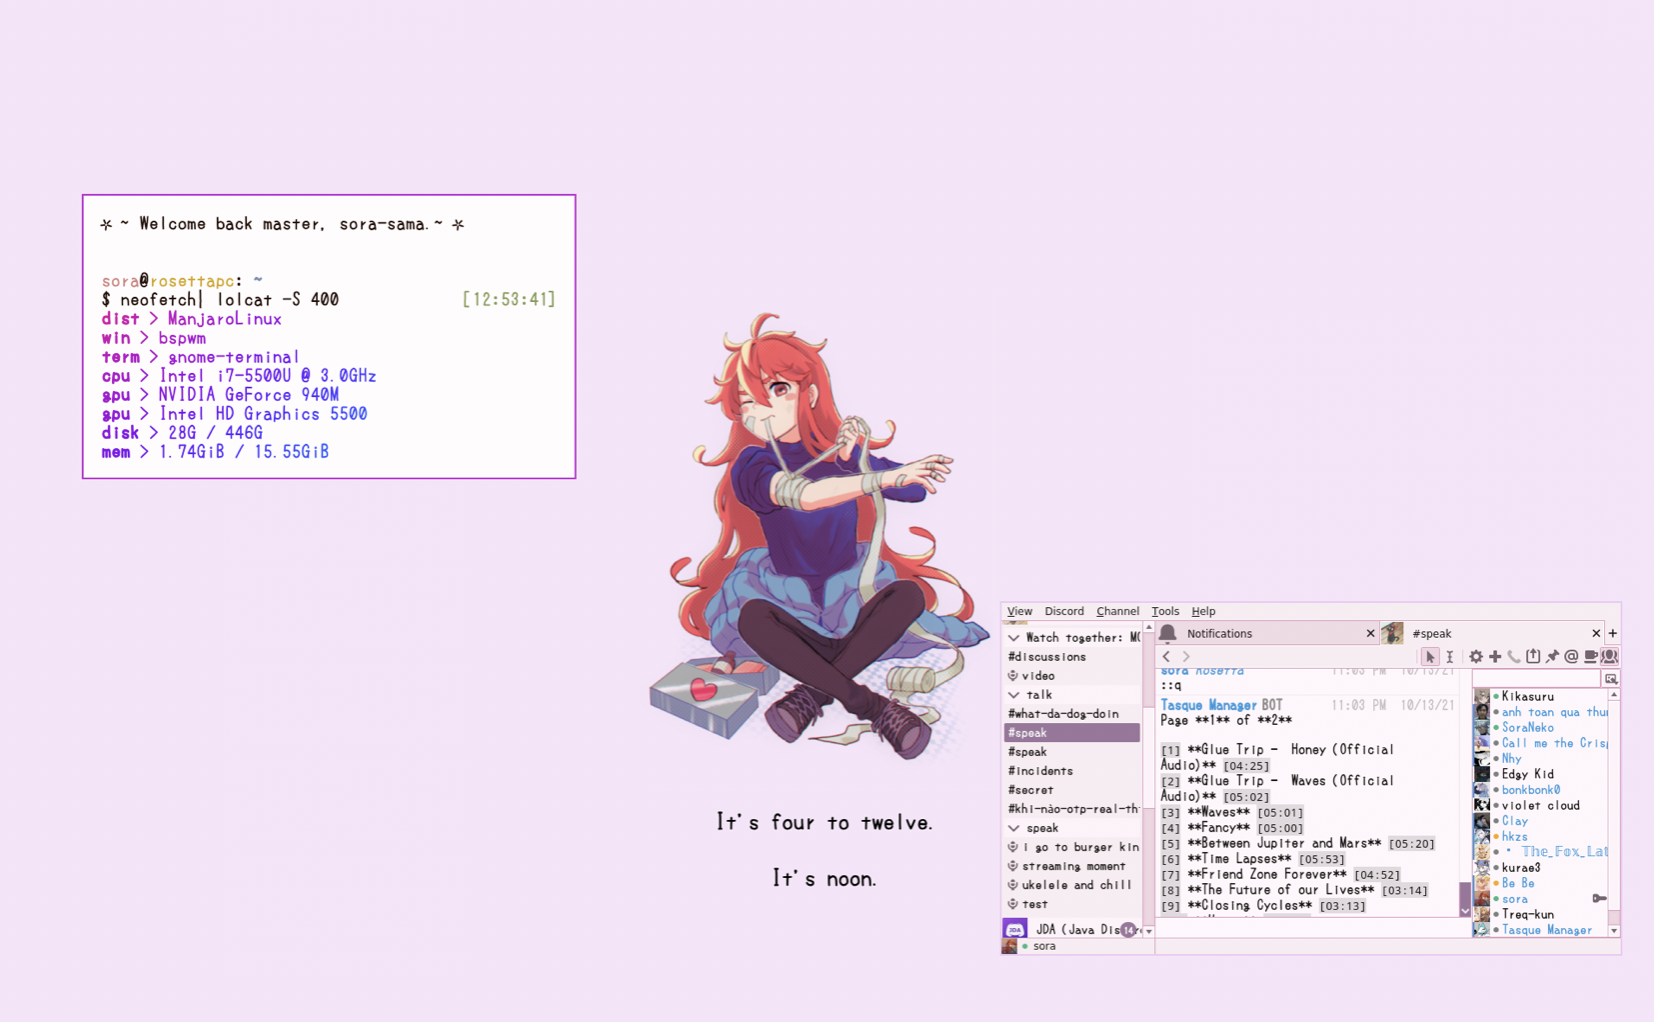 * ~ Welcome back master, sora-sama.~ *
sora@rosettapc: ~
$ neofetch| lolcat -S 400 [12:53:41]
dist > ManjaroLinux
win > bspwm
term > gnome-terminal
cpu > Intel i7-5500U @ 3.0GHz
gpu > NVIDIA GeForce 940M
gpu > Intel HD Graphics 5500
disk > 28G / 446G
mem > 1.74GiB / 15.55GiB
It's four to twelve.
It's noon.
View Discord Channel Tools Help
Watch together: M
#discussions
video
talk
#what-da-dog-doin
#speak
#speak
#incidents
#secret
#khi-nào-otp-real-th
speak
i go to burger kin
streaming moment
ukelele and chill
test
JDA (Java Dis
14
sora
Notifications
#speak
sora Rosetta 11:03 PM 10/13/21
::q
Tasque Manager BOT 11:03 PM 10/13/21
Page **1** of **2**
[1] **Glue Trip - Honey (Official
Audio)** [04:25]
[2] **Glue Trip - Waves (Official
Audio)** [05:02]
[3] **Waves** [05:01]
[4] **Fancy** [05:00]
[5] **Between Jupiter and Mars** [05:20]
[6] **Time Lapses** [05:53]
[7] **Friend Zone Forever** [04:52]
[8] **The Future of our Lives** [03:14]
[9] **Closing Cycles** [03:13]
Kikasuru
anh toan qua thu
SoraNeko
Call me the Cris
Nhy
Edgy Kid
bonkbonk0
violet cloud
Clay
hkzs
The_Fox_Lat
kurae3
Be Be
sora
Treq-kun
Tasque Manager